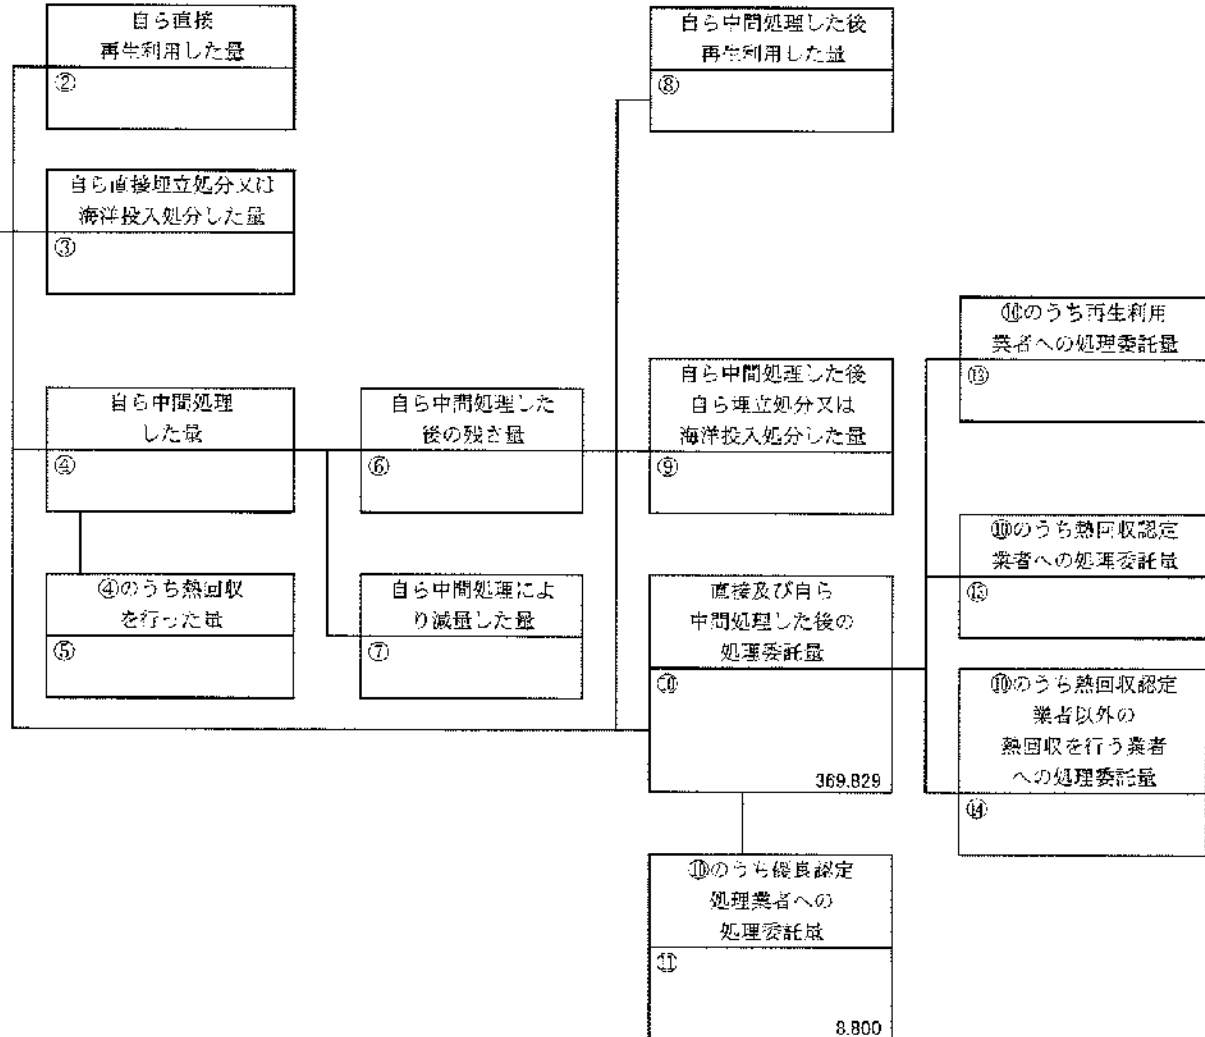 自ら直接
再生利用した量
②
自ら直接埋立処分又は
海洋投入処分した量
③
自ら中間処理
した量
④
④のうち熱回収
を行った量
⑤
自ら中間処理した
後の残さ量
⑥
自ら中間処理によ
り減量した量
⑦
自ら中間処理した後
再生利用した量
⑧
自ら中間処理した後
自ら埋立処分又は
海洋投入処分した量
⑨
直接及び自ら
中間処理した後の
処理委託量
⑩
369.829
⑩のうち優良認定
処理業者への
処理委託量
⑪
8.800
⑩のうち再生利用
業者への処理委託量
⑫
⑩のうち熱回収認定
業者への処理委託量
⑬
⑩のうち熱回収認定
業者以外の
熱回収を行う業者
への処理委託量
⑭